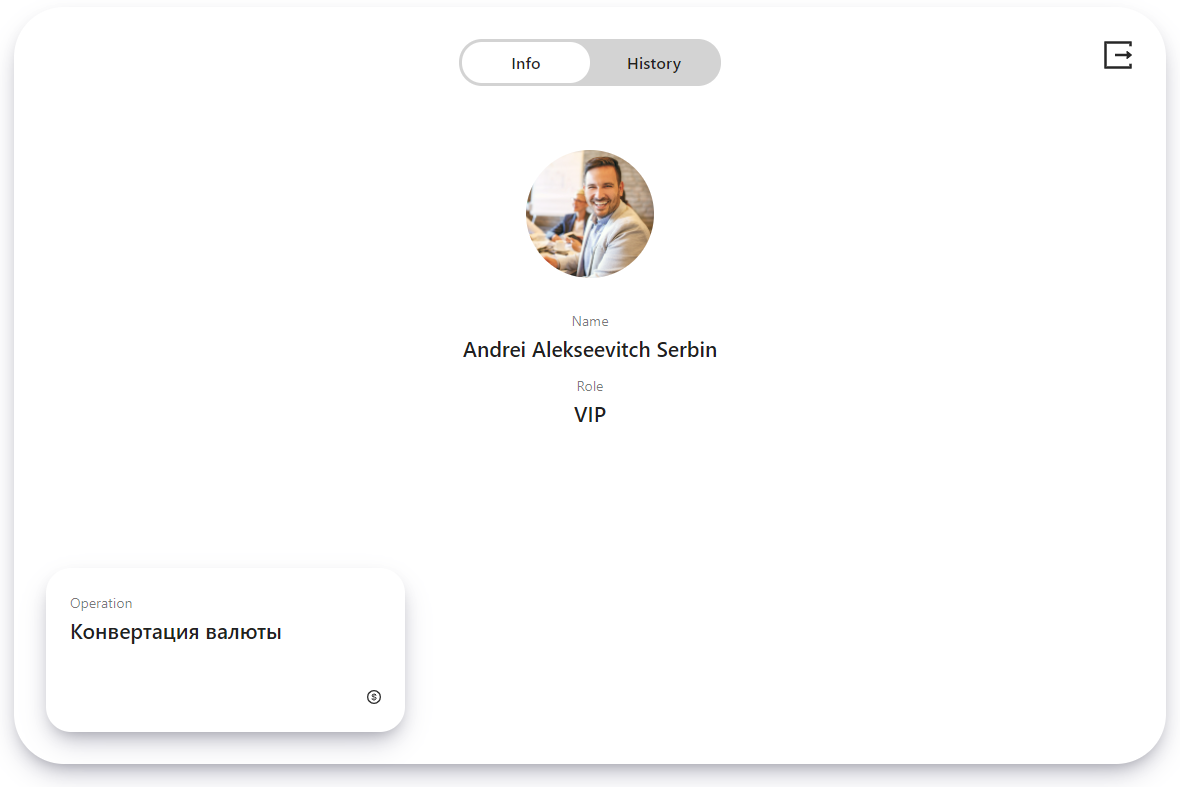 Info
History
Name
Andrei Alekseevitch Serbin
Role
VIP
Operation
Конвертация валюты